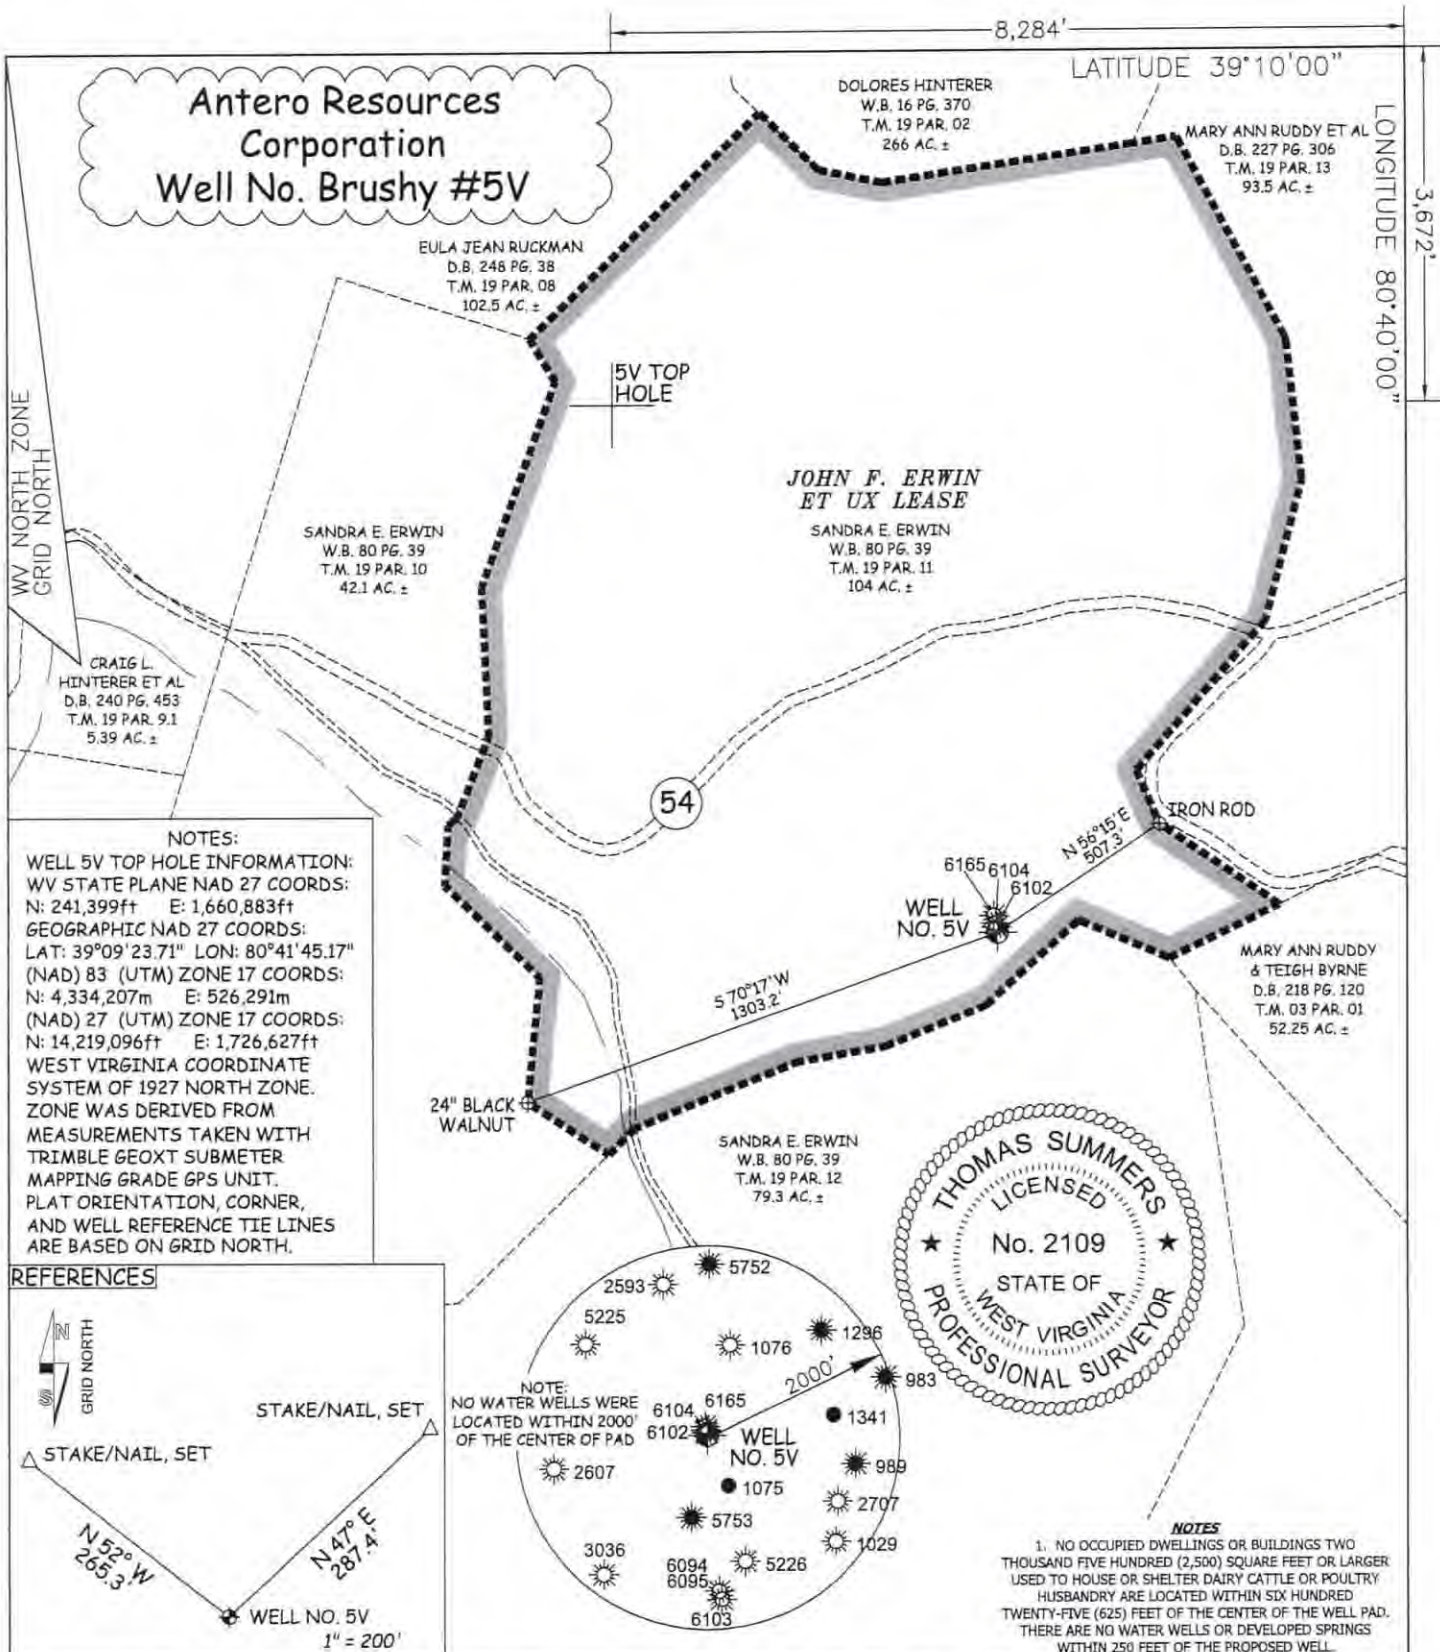 8,284'
LATITUDE 39°10'00"
LONGITUDE 80°40'00"
3,672'
Antero Resources
Corporation
Well No. Brushy #5V
DOLORES HINTERER
W.B. 16 PG. 370
T.M. 19 PAR. 02
266 AC. ±
MARY ANN RUDDY ET AL
D.B. 227 PG. 306
T.M. 19 PAR. 13
93.5 AC. ±
EULA JEAN RUCKMAN
D.B. 248 PG. 38
T.M. 19 PAR. 08
102.5 AC. ±
5V TOP
HOLE
WV NORTH ZONE
GRID NORTH
JOHN F. ERWIN
ET UX LEASE
SANDRA E. ERWIN
W.B. 80 PG. 39
T.M. 19 PAR. 11
104 AC. ±
SANDRA E. ERWIN
W.B. 80 PG. 39
T.M. 19 PAR. 10
42.1 AC. ±
CRAIG L.
HINTERER ET AL
D.B. 240 PG. 453
T.M. 19 PAR. 9.1
5.39 AC. ±
54
IRON ROD
N 56°15'E
507.3'
6165 6104
6102
WELL
NO. 5V
S 70°17'W
1303.2'
24" BLACK
WALNUT
MARY ANN RUDDY
& TEIGH BYRNE
D.B. 218 PG. 120
T.M. 03 PAR. 01
52.25 AC. ±
SANDRA E. ERWIN
W.B. 80 PG. 39
T.M. 19 PAR. 12
79.3 AC. ±
NOTES:
WELL 5V TOP HOLE INFORMATION:
WV STATE PLANE NAD 27 COORDS:
N: 241,399ft E: 1,660,883ft
GEOGRAPHIC NAD 27 COORDS:
LAT: 39°09'23.71" LON: 80°41'45.17"
(NAD) 83 (UTM) ZONE 17 COORDS:
N: 4,334,207m E: 526,291m
(NAD) 27 (UTM) ZONE 17 COORDS:
N: 14,219,096ft E: 1,726,627ft
WEST VIRGINIA COORDINATE
SYSTEM OF 1927 NORTH ZONE.
ZONE WAS DERIVED FROM
MEASUREMENTS TAKEN WITH
TRIMBLE GEOXT SUBMETER
MAPPING GRADE GPS UNIT.
PLAT ORIENTATION, CORNER,
AND WELL REFERENCE TIE LINES
ARE BASED ON GRID NORTH.
THOMAS SUMMERS
LICENSED
No. 2109
STATE OF
WEST VIRGINIA
PROFESSIONAL SURVEYOR
REFERENCES
N
S
GRID NORTH
STAKE/NAIL, SET
STAKE/NAIL, SET
N 52° W
265.3'
N 47° E
287.4'
WELL NO. 5V
1" = 200'
5752
2593
5225
1076
1296
983
2000'
NOTE:
NO WATER WELLS WERE
LOCATED WITHIN 2000'
OF THE CENTER OF PAD
6165
6104
6102
WELL
NO. 5V
1341
989
2607
1075
2707
5753
1029
3036
6094
5226
6095
6103
NOTES
1. NO OCCUPIED DWELLINGS OR BUILDINGS TWO
THOUSAND FIVE HUNDRED (2,500) SQUARE FEET OR LARGER
USED TO HOUSE OR SHELTER DAIRY CATTLE OR POULTRY
HUSBANDRY ARE LOCATED WITHIN SIX HUNDRED
TWENTY-FIVE (625) FEET OF THE CENTER OF THE WELL PAD.
THERE ARE NO WATER WELLS OR DEVELOPED SPRINGS
WITHIN 250 FEET OF THE PROPOSED WELL.